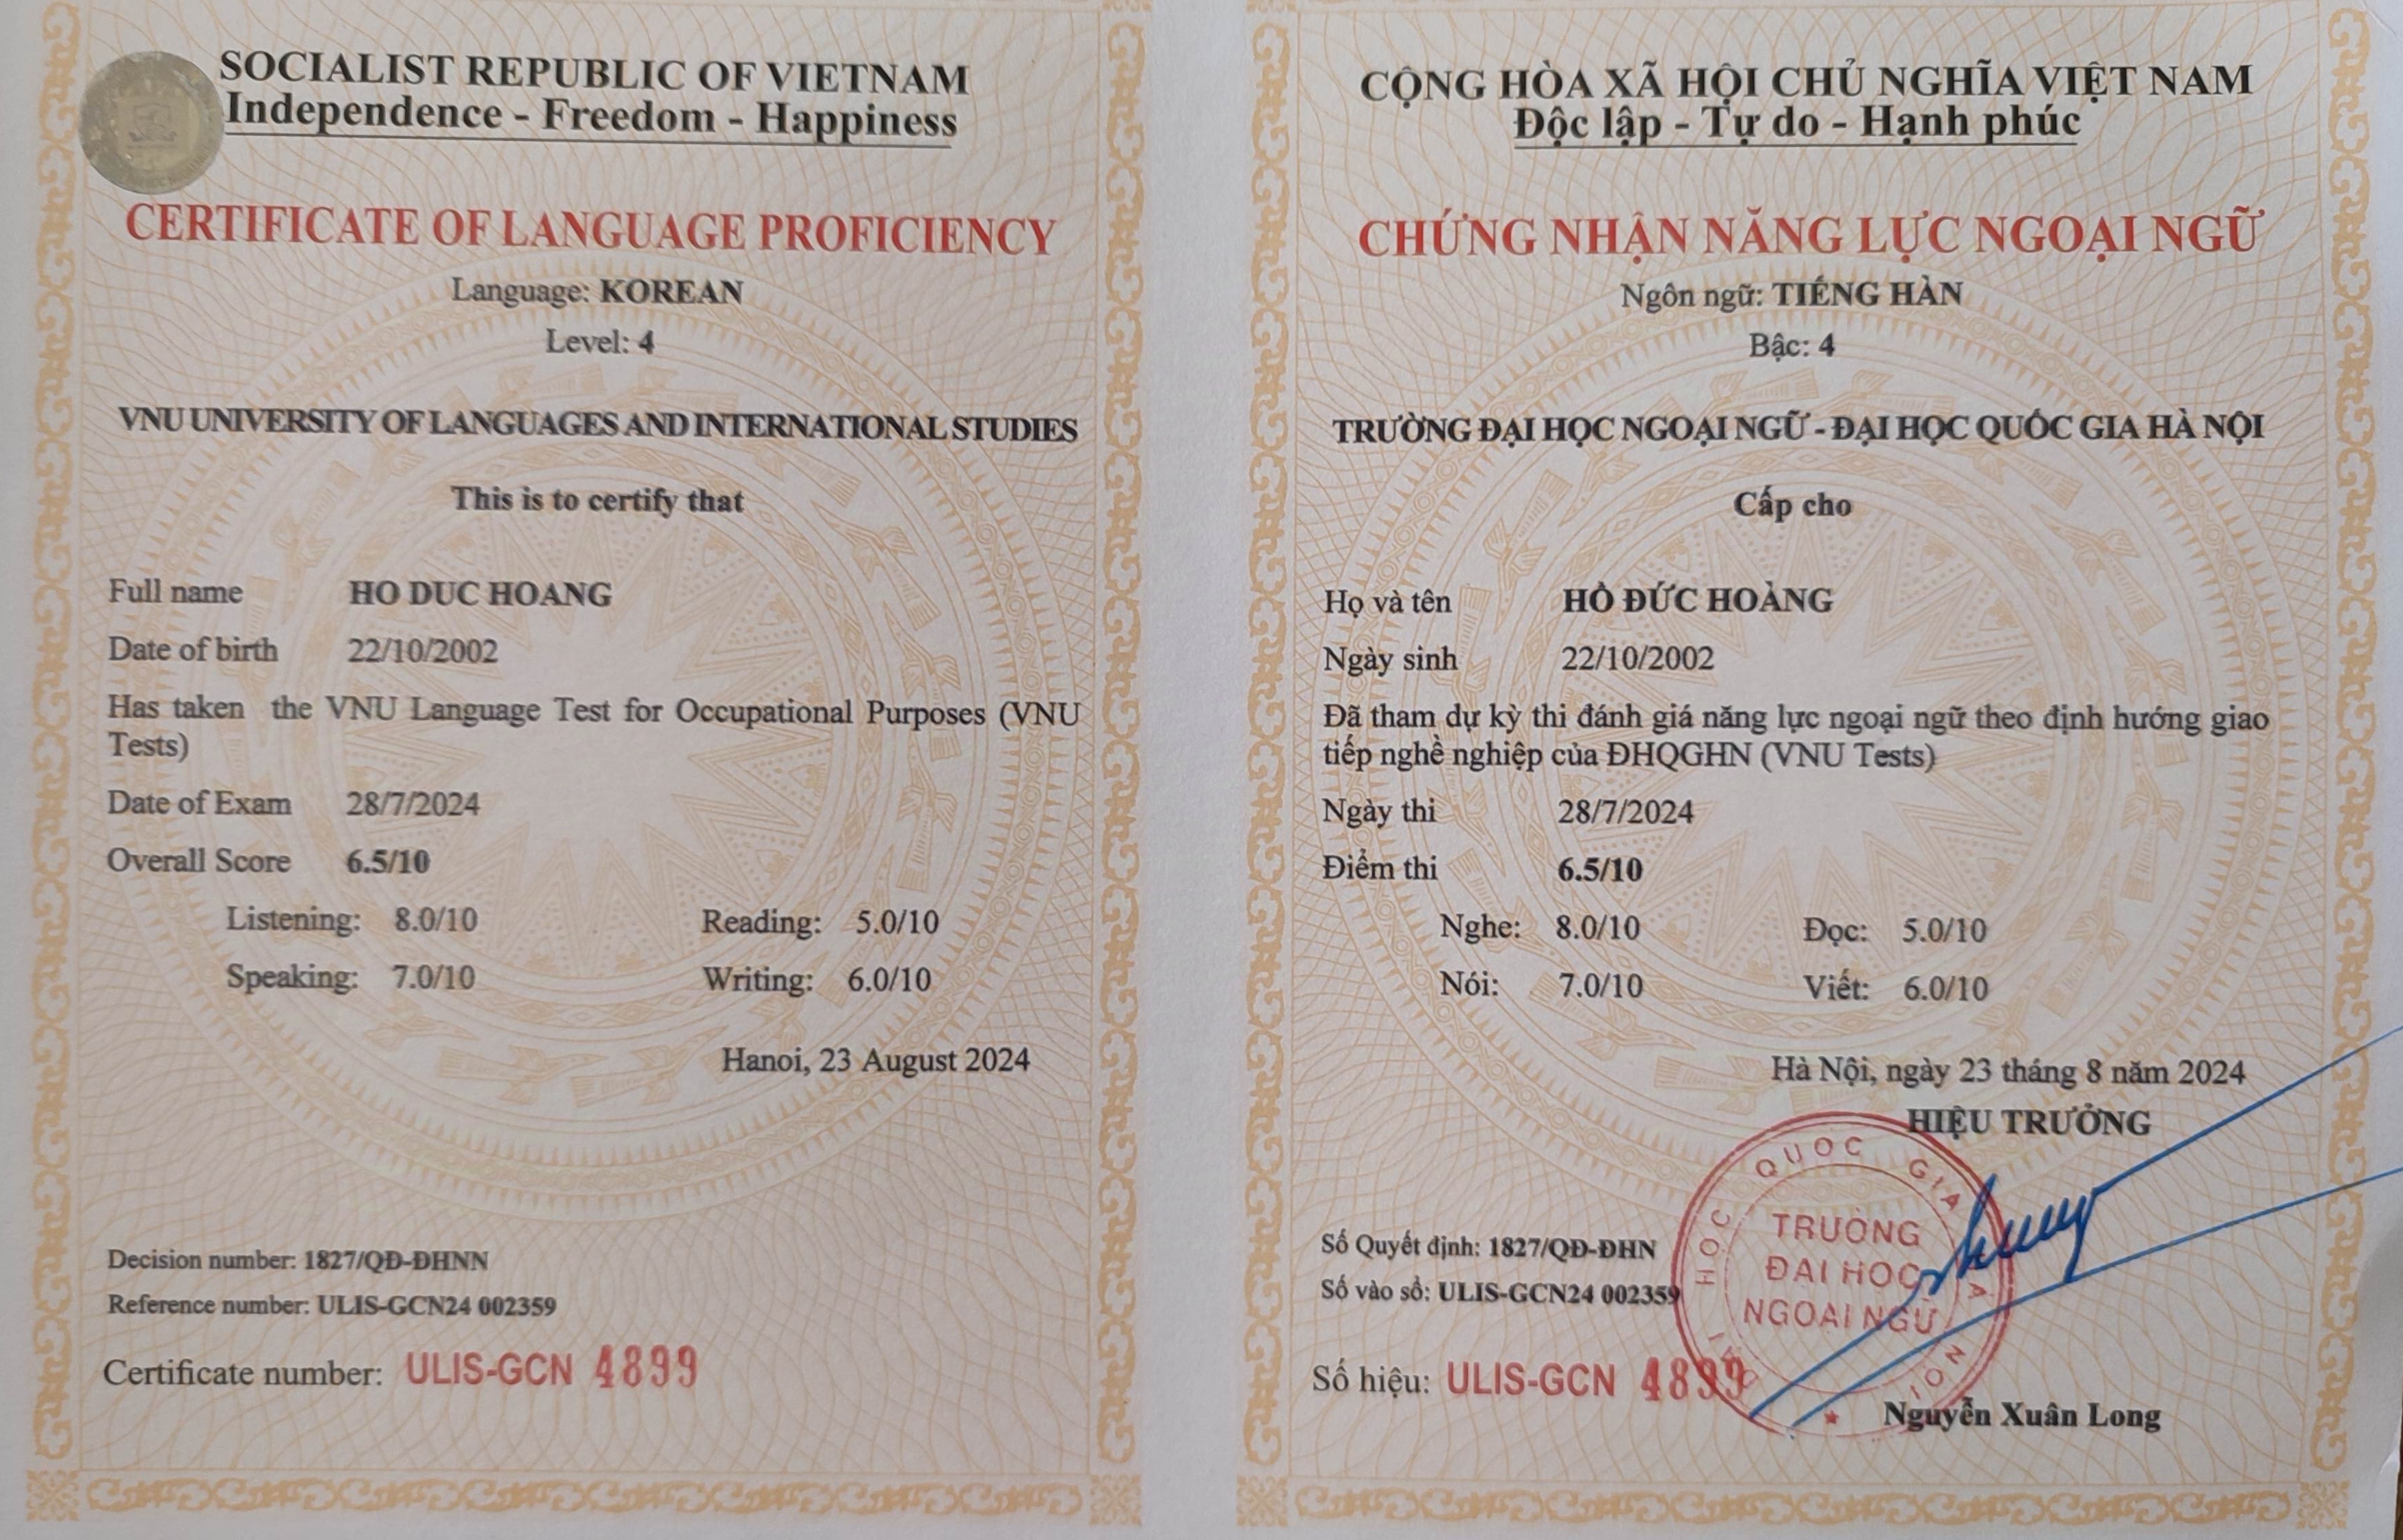 SOCIALIST REPUBLIC OF VIETNAM
Independence - Freedom - Happiness
CERTIFICATE OF LANGUAGE PROFICIENCY
Language: KOREAN
Level: 4
VNU UNIVERSITY OF LANGUAGES AND INTERNATIONAL STUDIES
This is to certify that
Full name HO DUC HOANG
Date of birth 22/10/2002
Has taken the VNU Language Test for Occupational Purposes (VNU
Tests)
Date of Exam 28/7/2024
Overall Score 6.5/10
Listening: 8.0/10 Reading: 5.0/10
Speaking: 7.0/10 Writing: 6.0/10
Hanoi, 23 August 2024
Decision number: 1827/QĐ-ĐHNN
Reference number: ULIS-GCN24 002359
Certificate number: ULIS-GCN 4899
CỘNG HÒA XÃ HỘI CHỦ NGHĨA VIỆT NAM
Độc lập - Tự do - Hạnh phúc
CHỨNG NHẬN NĂNG LỰC NGOẠI NGỮ
Ngôn ngữ: TIẾNG HÀN
Bậc: 4
TRƯỜNG ĐẠI HỌC NGOẠI NGỮ - ĐẠI HỌC QUỐC GIA HÀ NỘI
Cấp cho
Họ và tên HỒ ĐỨC HOÀNG
Ngày sinh 22/10/2002
Đã tham dự kỳ thi đánh giá năng lực ngoại ngữ theo định hướng giao
tiếp nghề nghiệp của ĐHQGHN (VNU Tests)
Ngày thi 28/7/2024
Điểm thi 6.5/10
Nghe: 8.0/10 Đọc: 5.0/10
Nói: 7.0/10 Viết: 6.0/10
Hà Nội, ngày 23 tháng 8 năm 2024
HIỆU TRƯỞNG
Số Quyết định: 1827/QĐ-ĐHN
Số vào sổ: ULIS-GCN24 002359
Số hiệu: ULIS-GCN 4899
HỌC QUỐC GIA
TRƯỜNG
ĐẠI HỌC
NGOẠI NGỮ
Nguyễn Xuân Long